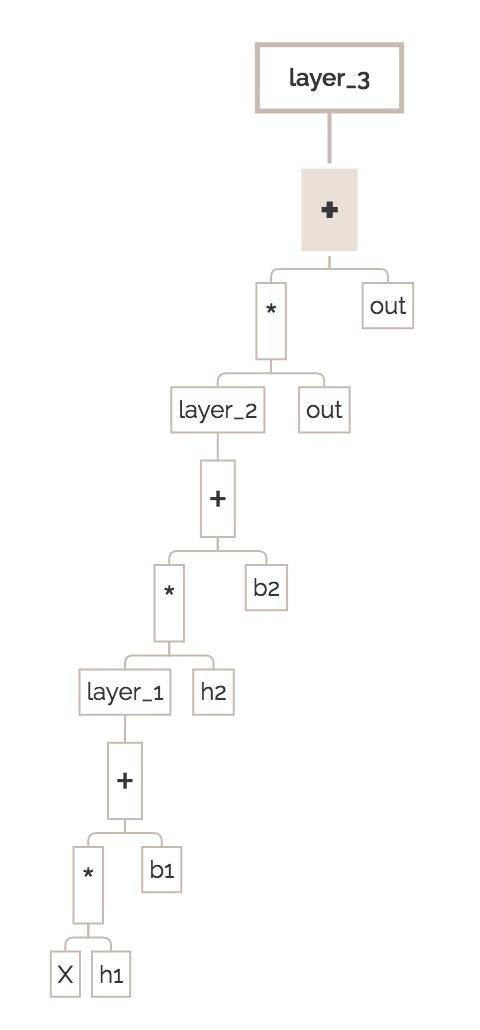 layer_3
+
*
out
layer_2
out
+
*
b2
layer_1
h2
+
*
b1
X
h1